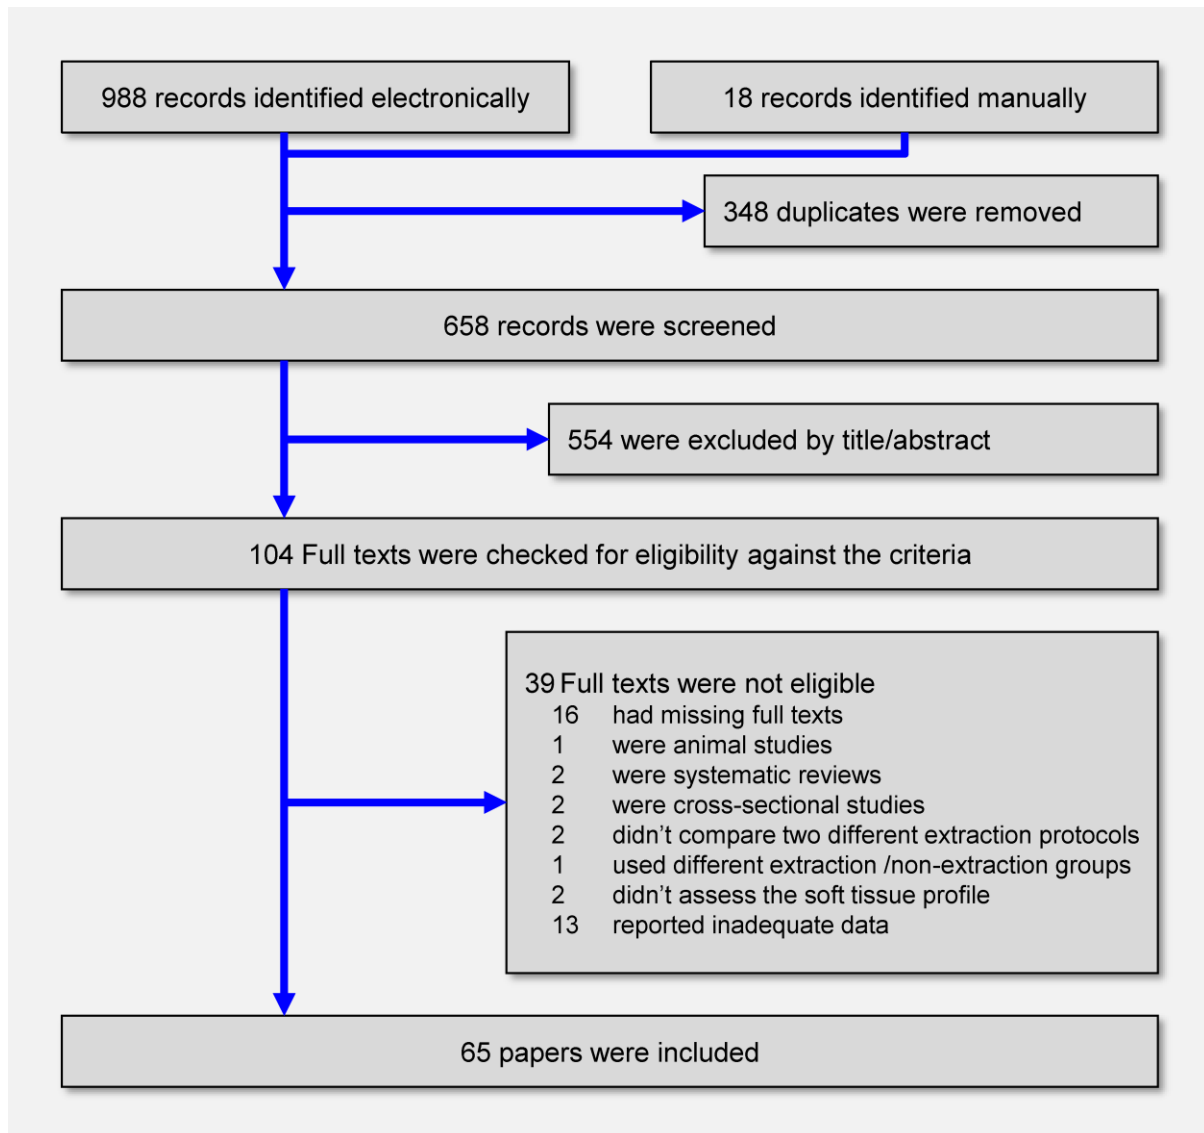 988 records identified electronically
18 records identified manually
348 duplicates were removed
658 records were screened
554 were excluded by title/abstract
104 Full texts were checked for eligibility against the criteria
39 Full texts were not eligible
16 had missing full texts
1 were animal studies
2 were systematic reviews
2 were cross-sectional studies
2 didn't compare two different extraction protocols
1 used different extraction /non-extraction groups
2 didn't assess the soft tissue profile
13 reported inadequate data
65 papers were included